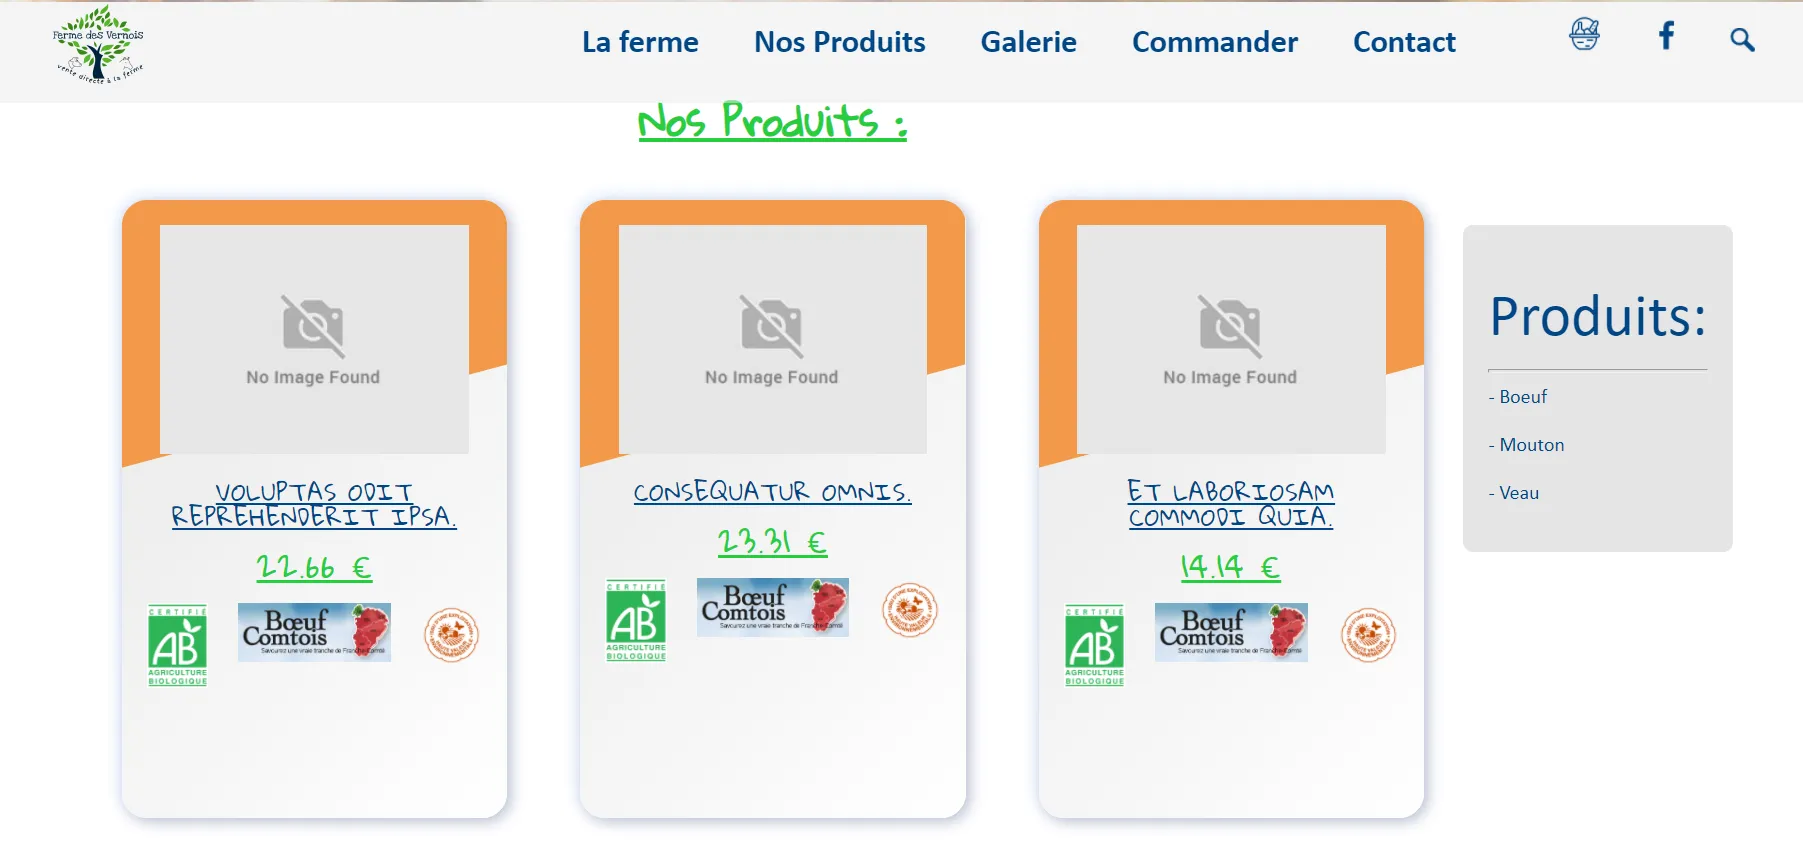 Ferme des Vernois
vente directe à la ferme
La ferme
Nos Produits
Galerie
Commander
Contact
Nos Produits :
No Image Found
VOLUPTAS ODIT
REPREHENDERIT IPSA.
22.66 €
CERTIFIÉ
AB
AGRICULTURE
BIOLOGIQUE
Bœuf
Comtois
Savourez une vraie tranche de Franche-Comté
No Image Found
CONSEQUATUR OMNIS.
23.31 €
CERTIFIÉ
AB
AGRICULTURE
BIOLOGIQUE
Bœuf
Comtois
Savourez une vraie tranche de Franche-Comté
No Image Found
ET LABORIOSAM
COMMODI QUIA.
14.14 €
CERTIFIÉ
AB
AGRICULTURE
BIOLOGIQUE
Bœuf
Comtois
Savourez une vraie tranche de Franche-Comté
Produits:
- Boeuf
- Mouton
- Veau